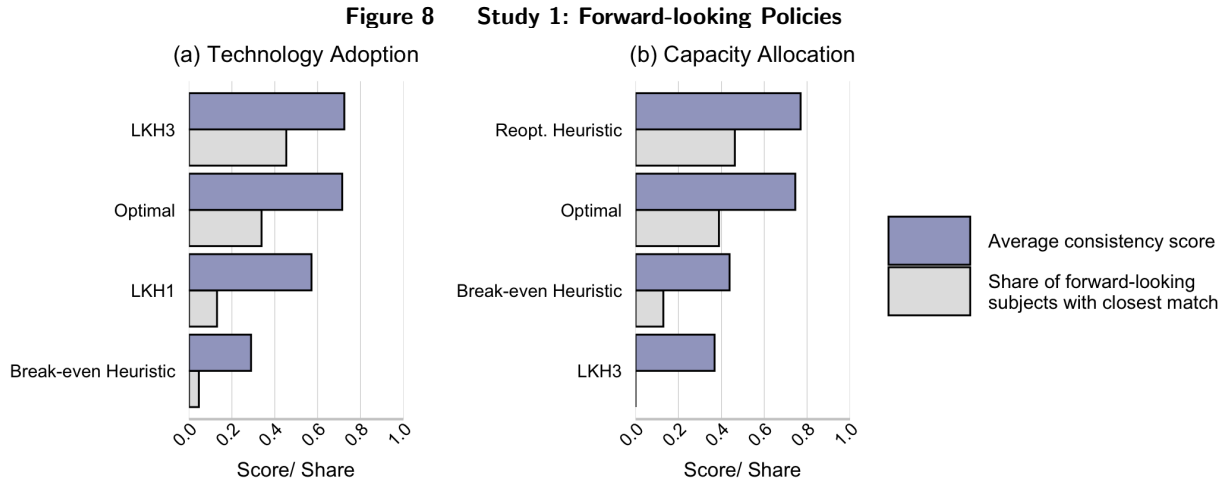 Figure 8 Study 1: Forward-looking Policies
(a) Technology Adoption
LKH3
Optimal
LKH1
Break-even Heuristic
0.0 0.2 0.4 0.6 0.8 1.0
Score/ Share
(b) Capacity Allocation
Reopt. Heuristic
Optimal
Break-even Heuristic
LKH3
0.0 0.2 0.4 0.6 0.8 1.0
Score/ Share
Average consistency score
Share of forward-looking
subjects with closest match